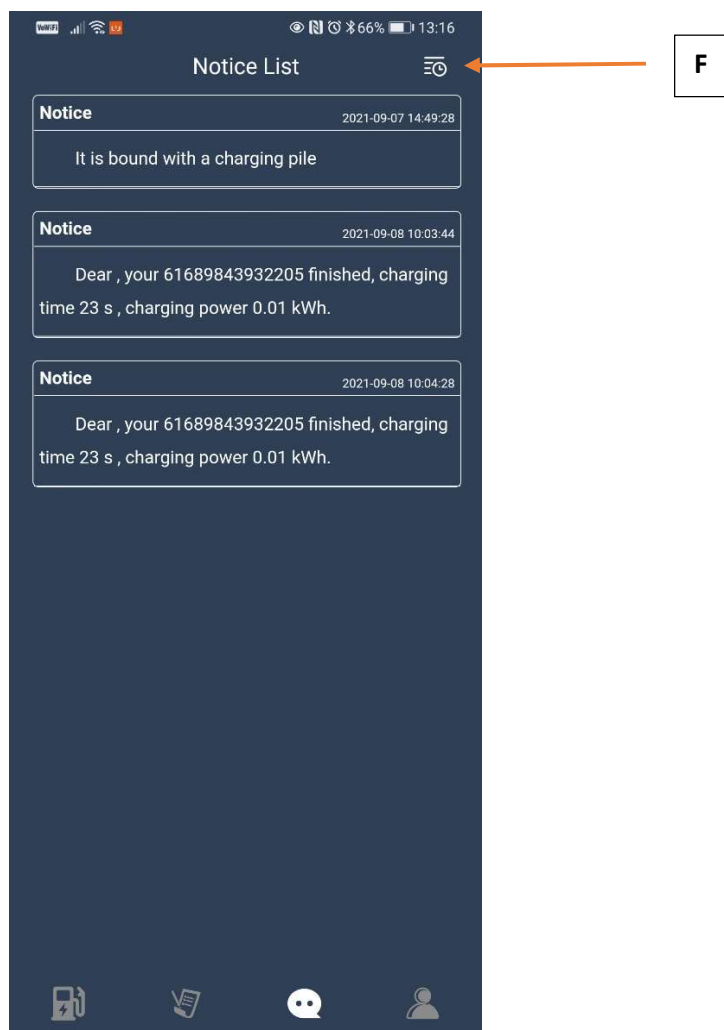 VoWiFi 66% 13:16
Notice List
F
Notice 2021-09-07 14:49:28
It is bound with a charging pile
Notice 2021-09-08 10:03:44
Dear , your 61689843932205 finished, charging
time 23 s , charging power 0.01 kWh.
Notice 2021-09-08 10:04:28
Dear , your 61689843932205 finished, charging
time 23 s , charging power 0.01 kWh.